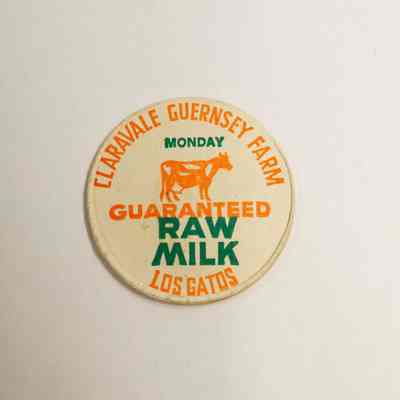 CLARAVALE GUERNSEY FARM
MONDAY
GUARANTEED
RAW
MILK
LOS GATOS